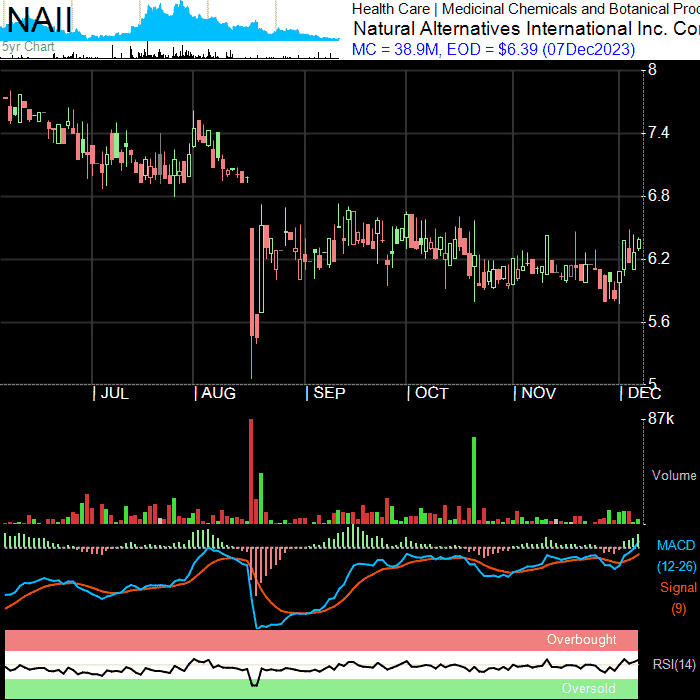 NAII
5yr Chart
Health Care | Medicinal Chemicals and Botanical Proc
Natural Alternatives International Inc. Cor
MC = 38.9M, EOD = $6.39 (07Dec2023)
8
7.4
6.8
6.2
5.6
5
| JUL | AUG | SEP | OCT | NOV | DEC
87k
Volume
MACD
(12-26)
Signal
(9)
Overbought
RSI(14)
Oversold